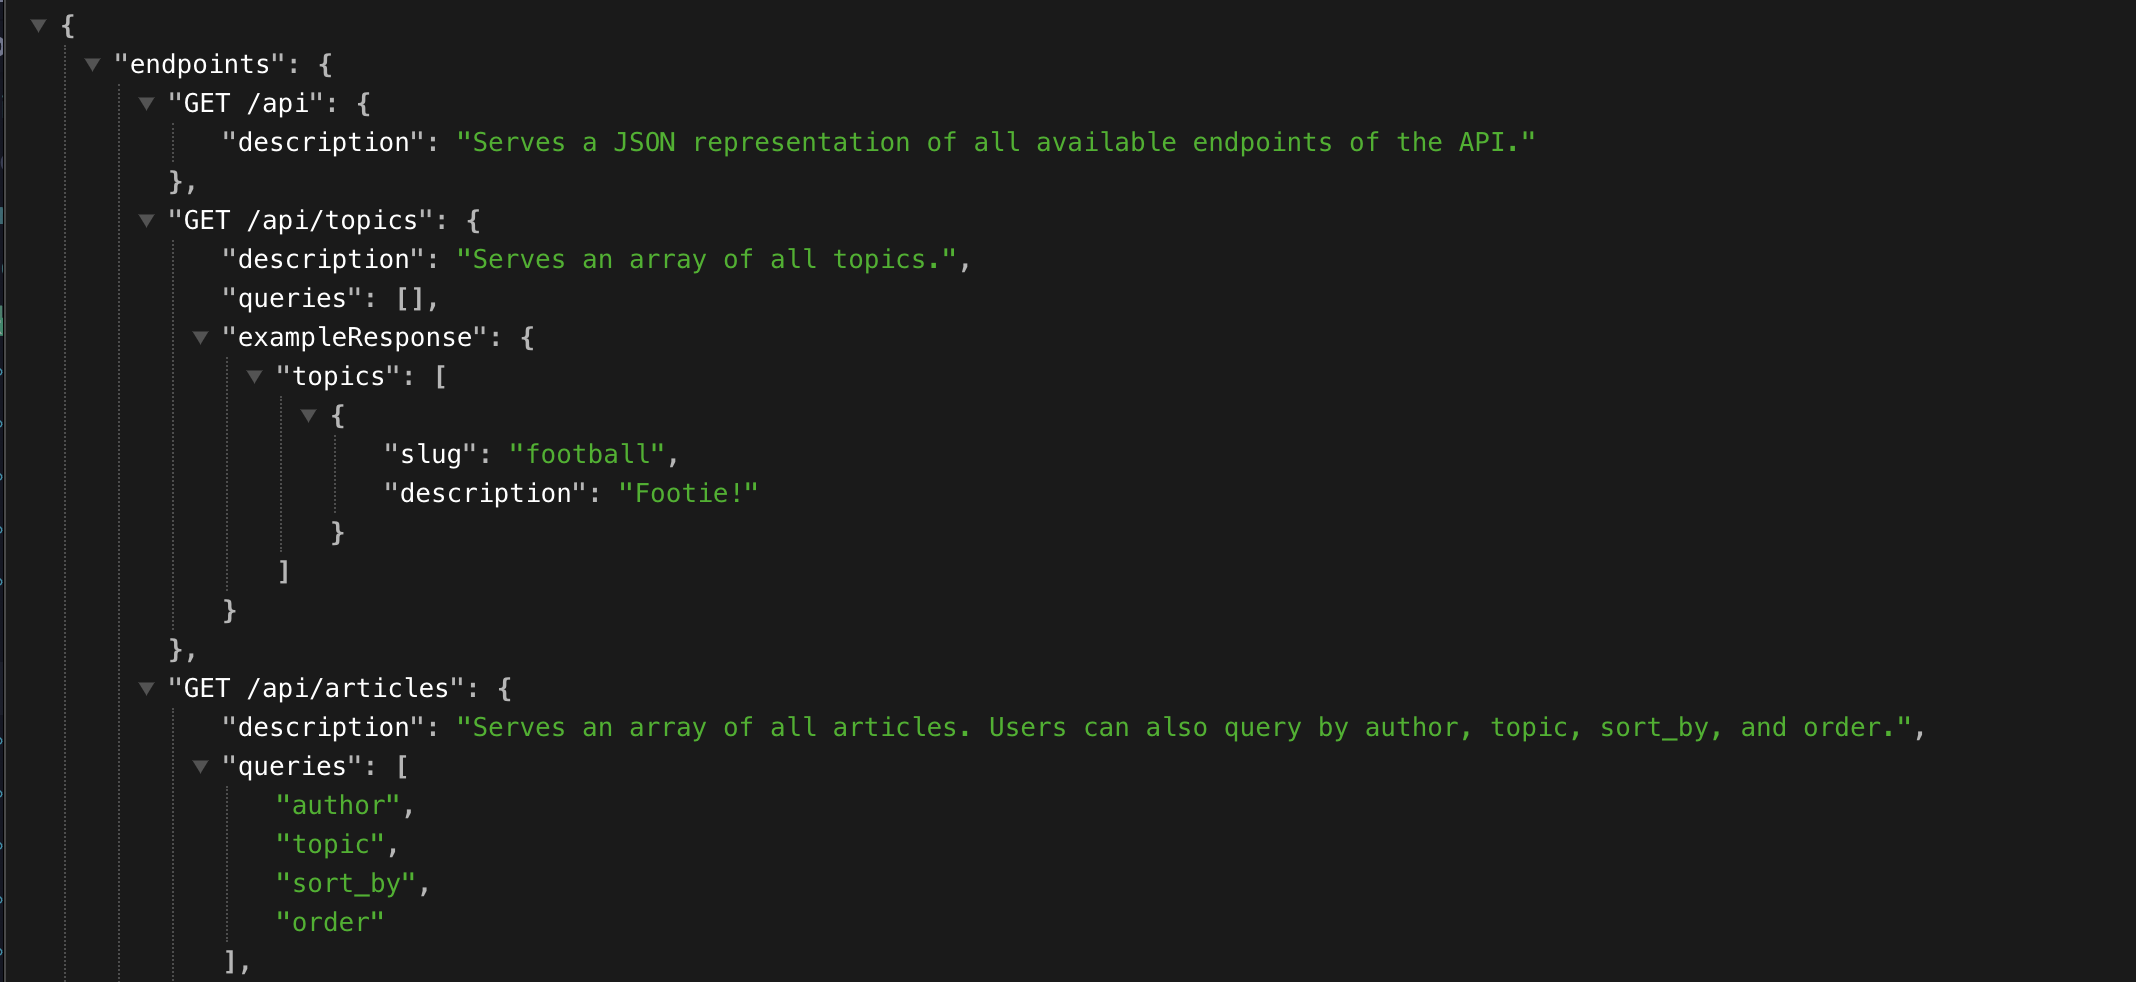 {
"endpoints": {
"GET /api": {
"description": "Serves a JSON representation of all available endpoints of the API."
},
"GET /api/topics": {
"description": "Serves an array of all topics.",
"queries": [],
"exampleResponse": {
"topics": [
{
"slug": "football",
"description": "Footie!"
}
]
}
},
"GET /api/articles": {
"description": "Serves an array of all articles. Users can also query by author, topic, sort_by, and order.",
"queries": [
"author",
"topic",
"sort_by",
"order"
],